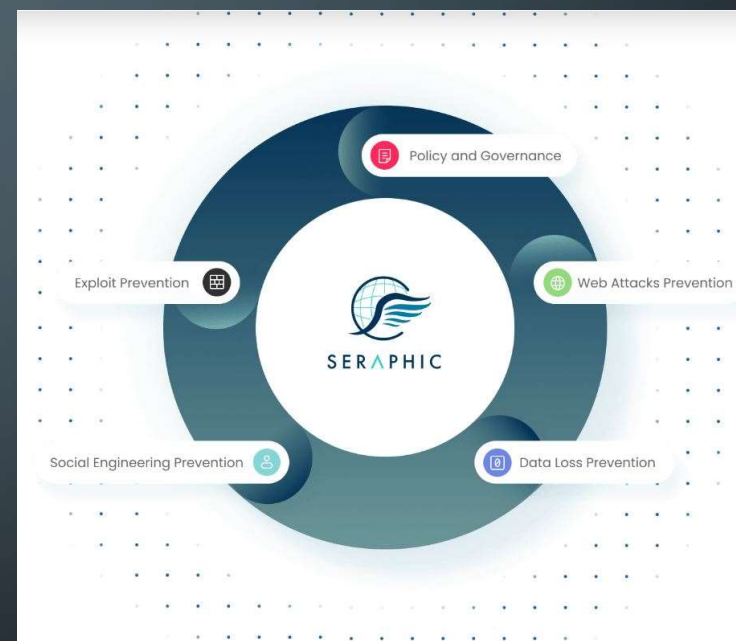 Policy and Governance
Exploit Prevention
Web Attacks Prevention
SERAPHIC
Social Engineering Prevention
Data Loss Prevention